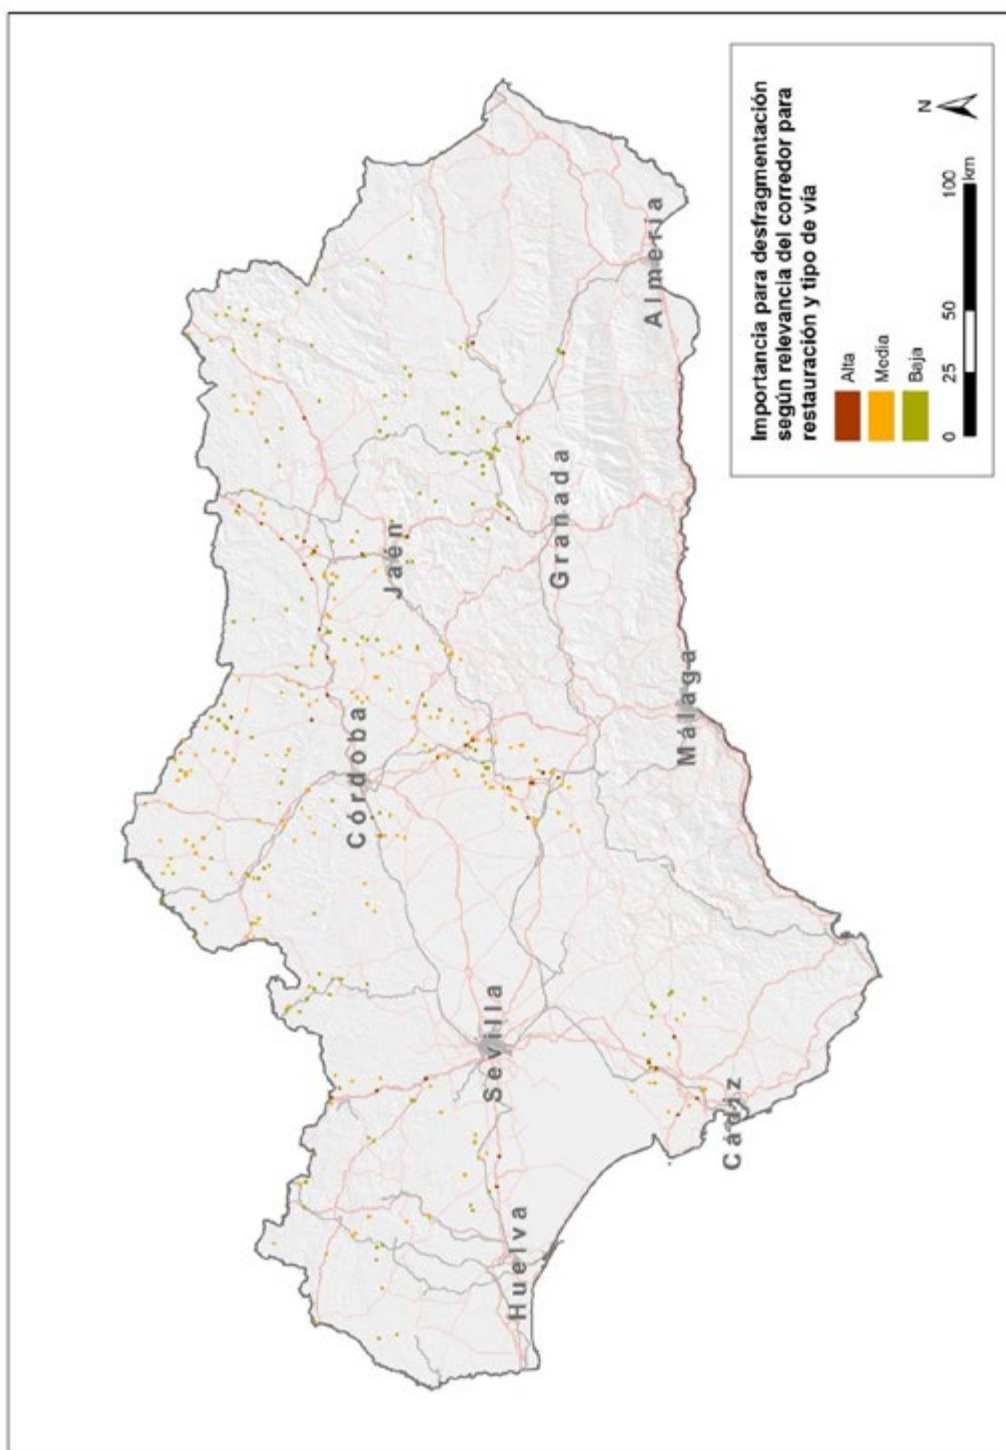 Importancia para desfragmentación
según relevancia del corredor para
restauración y tipo de vía
Alta
Media
Baja
0 25 50 100
km
N
Huelva
Sevilla
Cádiz
Córdoba
Málaga
Jaén
Granada
Almería